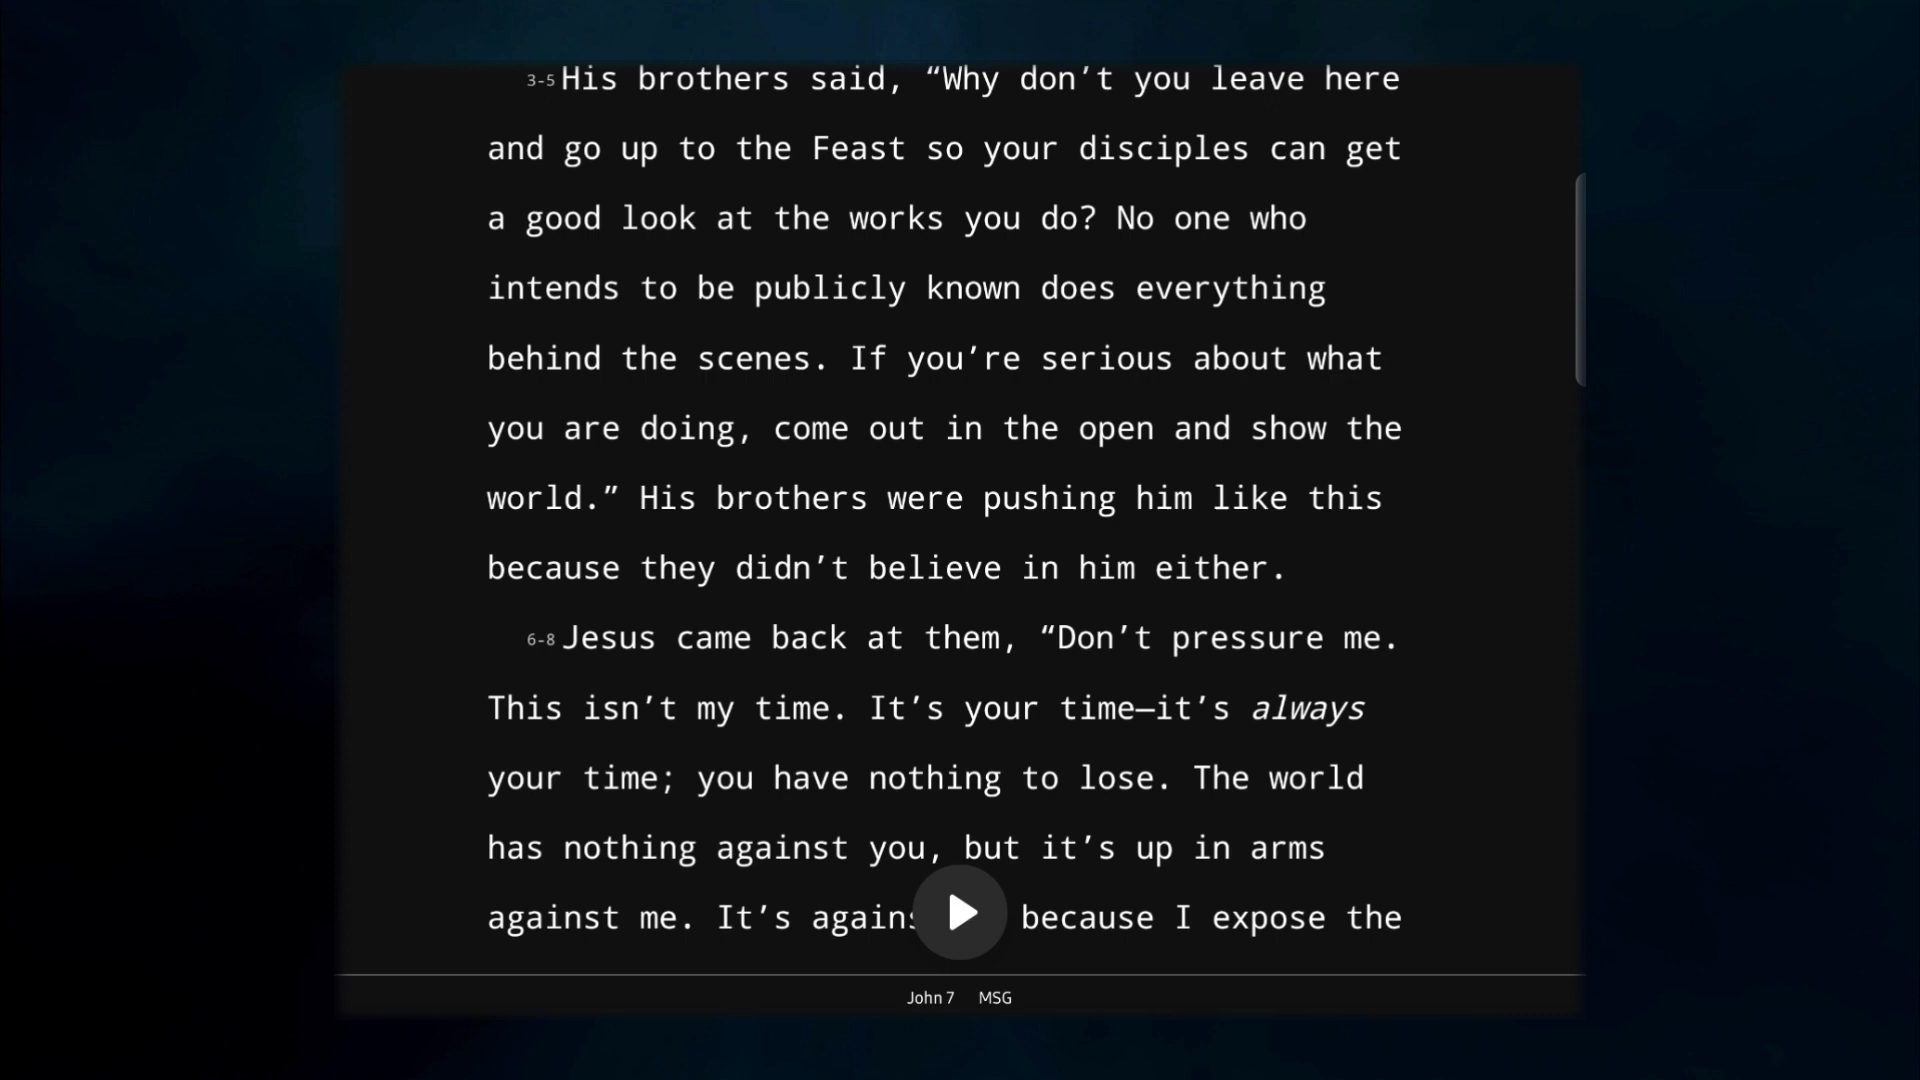 3-5 His brothers said, “Why don’t you leave here
and go up to the Feast so your disciples can get
a good look at the works you do? No one who
intends to be publicly known does everything
behind the scenes. If you’re serious about what
you are doing, come out in the open and show the
world.” His brothers were pushing him like this
because they didn’t believe in him either.
6-8 Jesus came back at them, “Don’t pressure me.
This isn’t my time. It’s your time—it’s always
your time; you have nothing to lose. The world
has nothing against you, but it’s up in arms
against me. It’s because I expose the
John 7 MSG